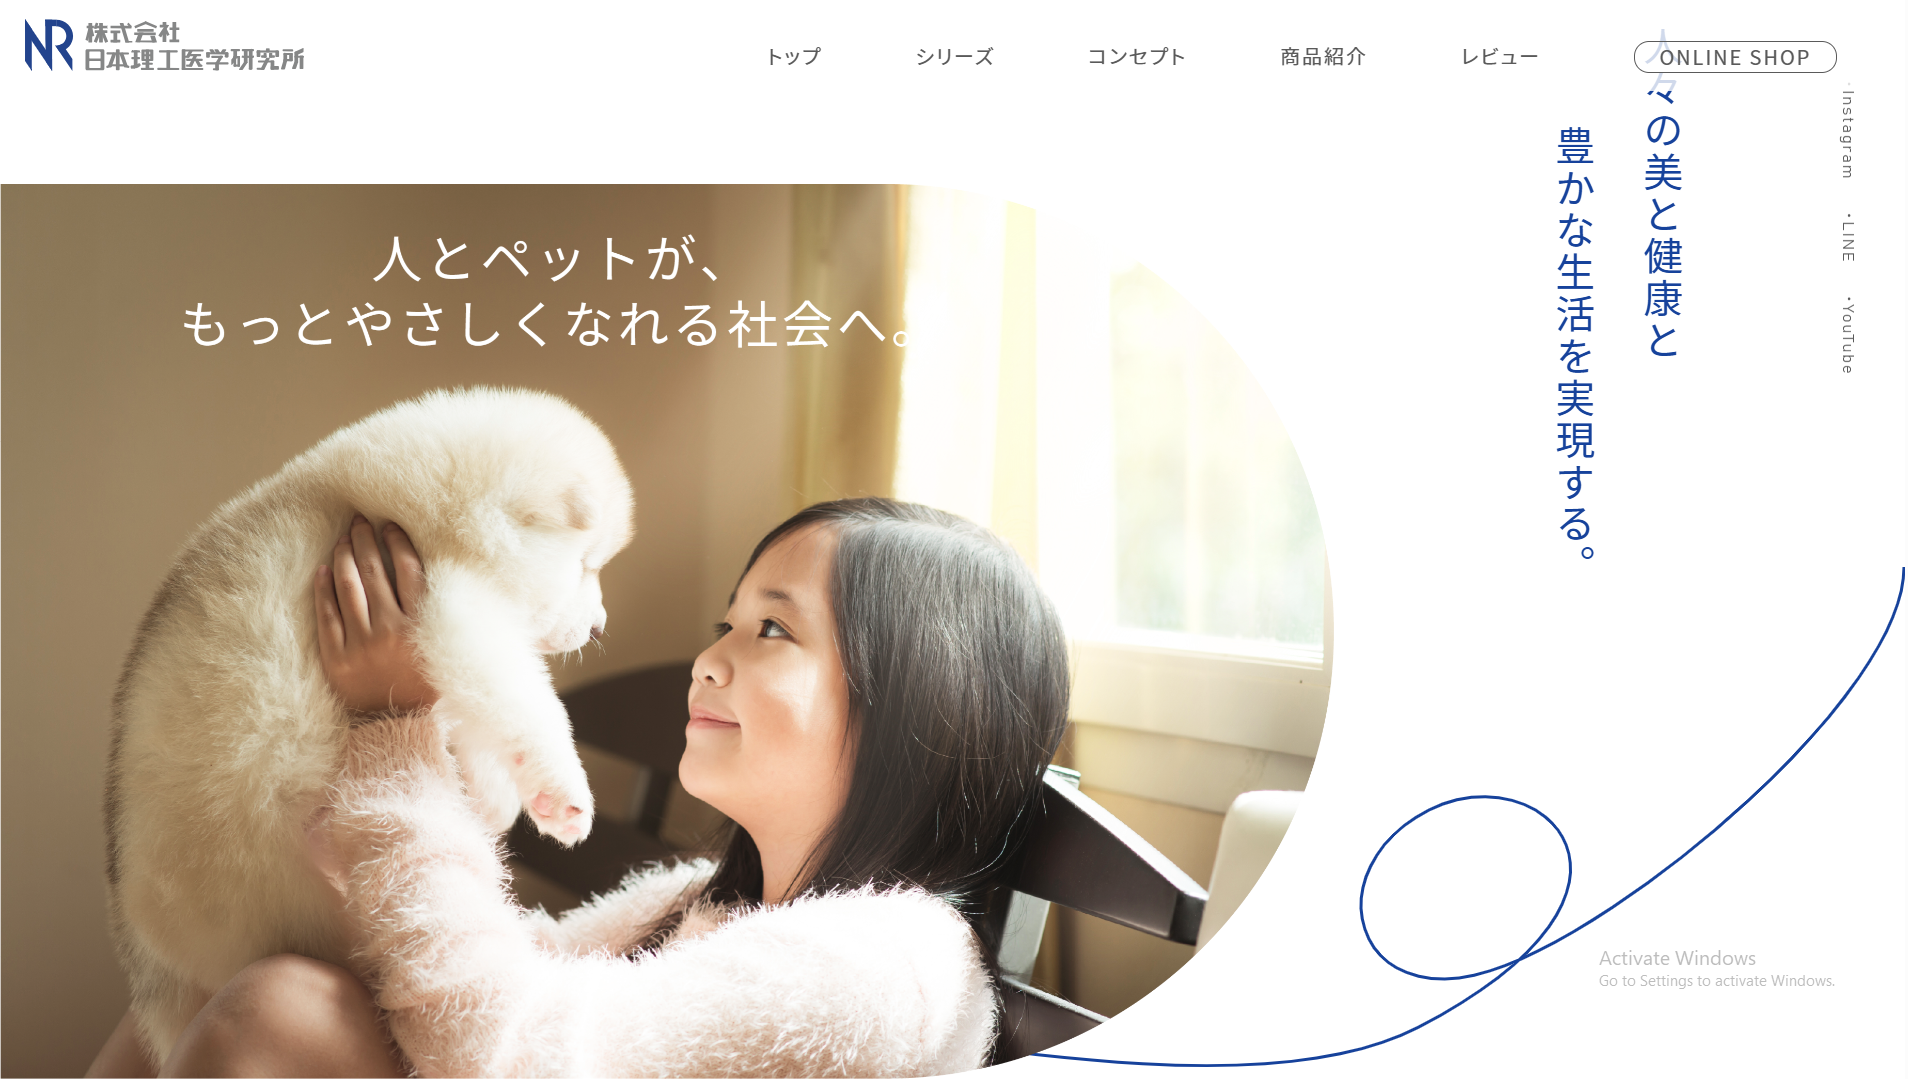 NR
株式会社
日本理工医学研究所
トップ
シリーズ
コンセプト
商品紹介
レビュー
ONLINE SHOP
人々の美と健康と
豊かな生活を実現する。
・Instagram
・LINE
・YouTube
人とペットが、
もっとやさしくなれる社会へ。
Activate Windows
Go to Settings to activate Windows.